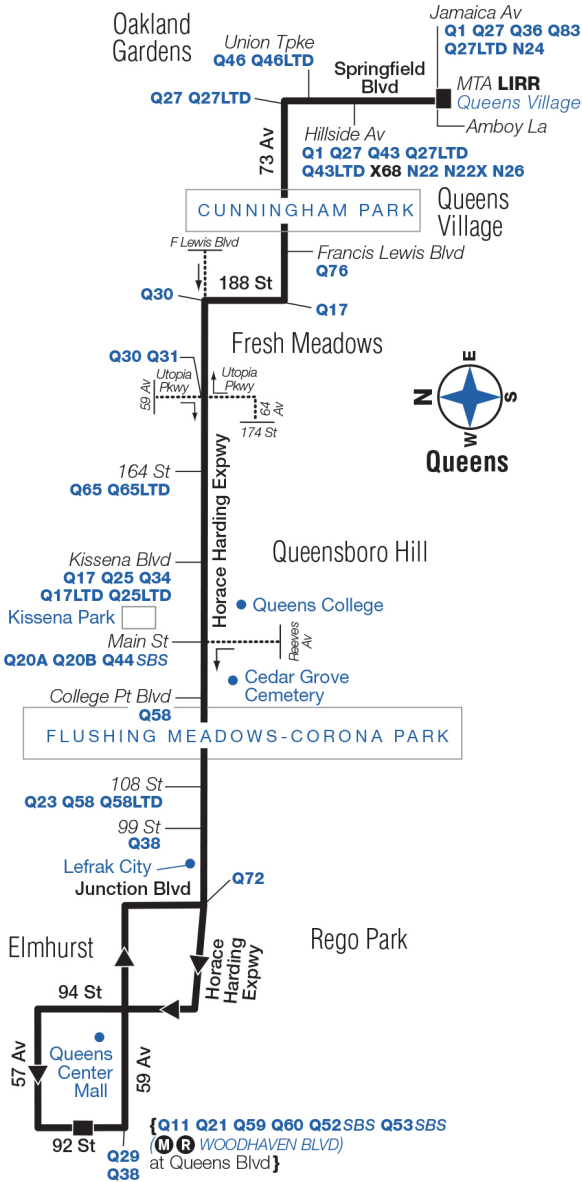 Jamaica Av
Q1 Q27 Q36 Q83
Q27LTD N24
Oakland
Gardens
Union Tpke
Q46 Q46LTD
Springfield
Blvd
MTA LIRR
Queens Village
Q27 Q27LTD
Amboy La
73 Av
Hillside Av
Q1 Q27 Q43 Q27LTD
Q43LTD X68 N22 N22X N26
CUNNINGHAM PARK
Queens
Village
F Lewis Blvd
Francis Lewis Blvd
Q76
188 St
Q30
Q17
Fresh Meadows
Q30 Q31
Utopia
Pkwy
Utopia
Pkwy
59 Av
64
Av
174 St
E
N
S
W
Queens
Horace Harding Expwy
164 St
Q65 Q65LTD
Kissena Blvd
Q17 Q25 Q34
Q17LTD Q25LTD
Queensboro Hill
Queens College
Kissena Park
Main St
Q20A Q20B Q44SBS
Reeves
Av
Cedar Grove
Cemetery
College Pt Blvd
Q58
FLUSHING MEADOWS-CORONA PARK
108 St
Q23 Q58 Q58LTD
99 St
Q38
Lefrak City
Junction Blvd
Q72
Elmhurst
Rego Park
Horace
Harding
Expwy
94 St
57 Av
Queens
Center
Mall
59 Av
92 St
Q29
Q38
{Q11 Q21 Q59 Q60 Q52SBS Q53SBS
(M R WOODHAVEN BLVD)
at Queens Blvd}